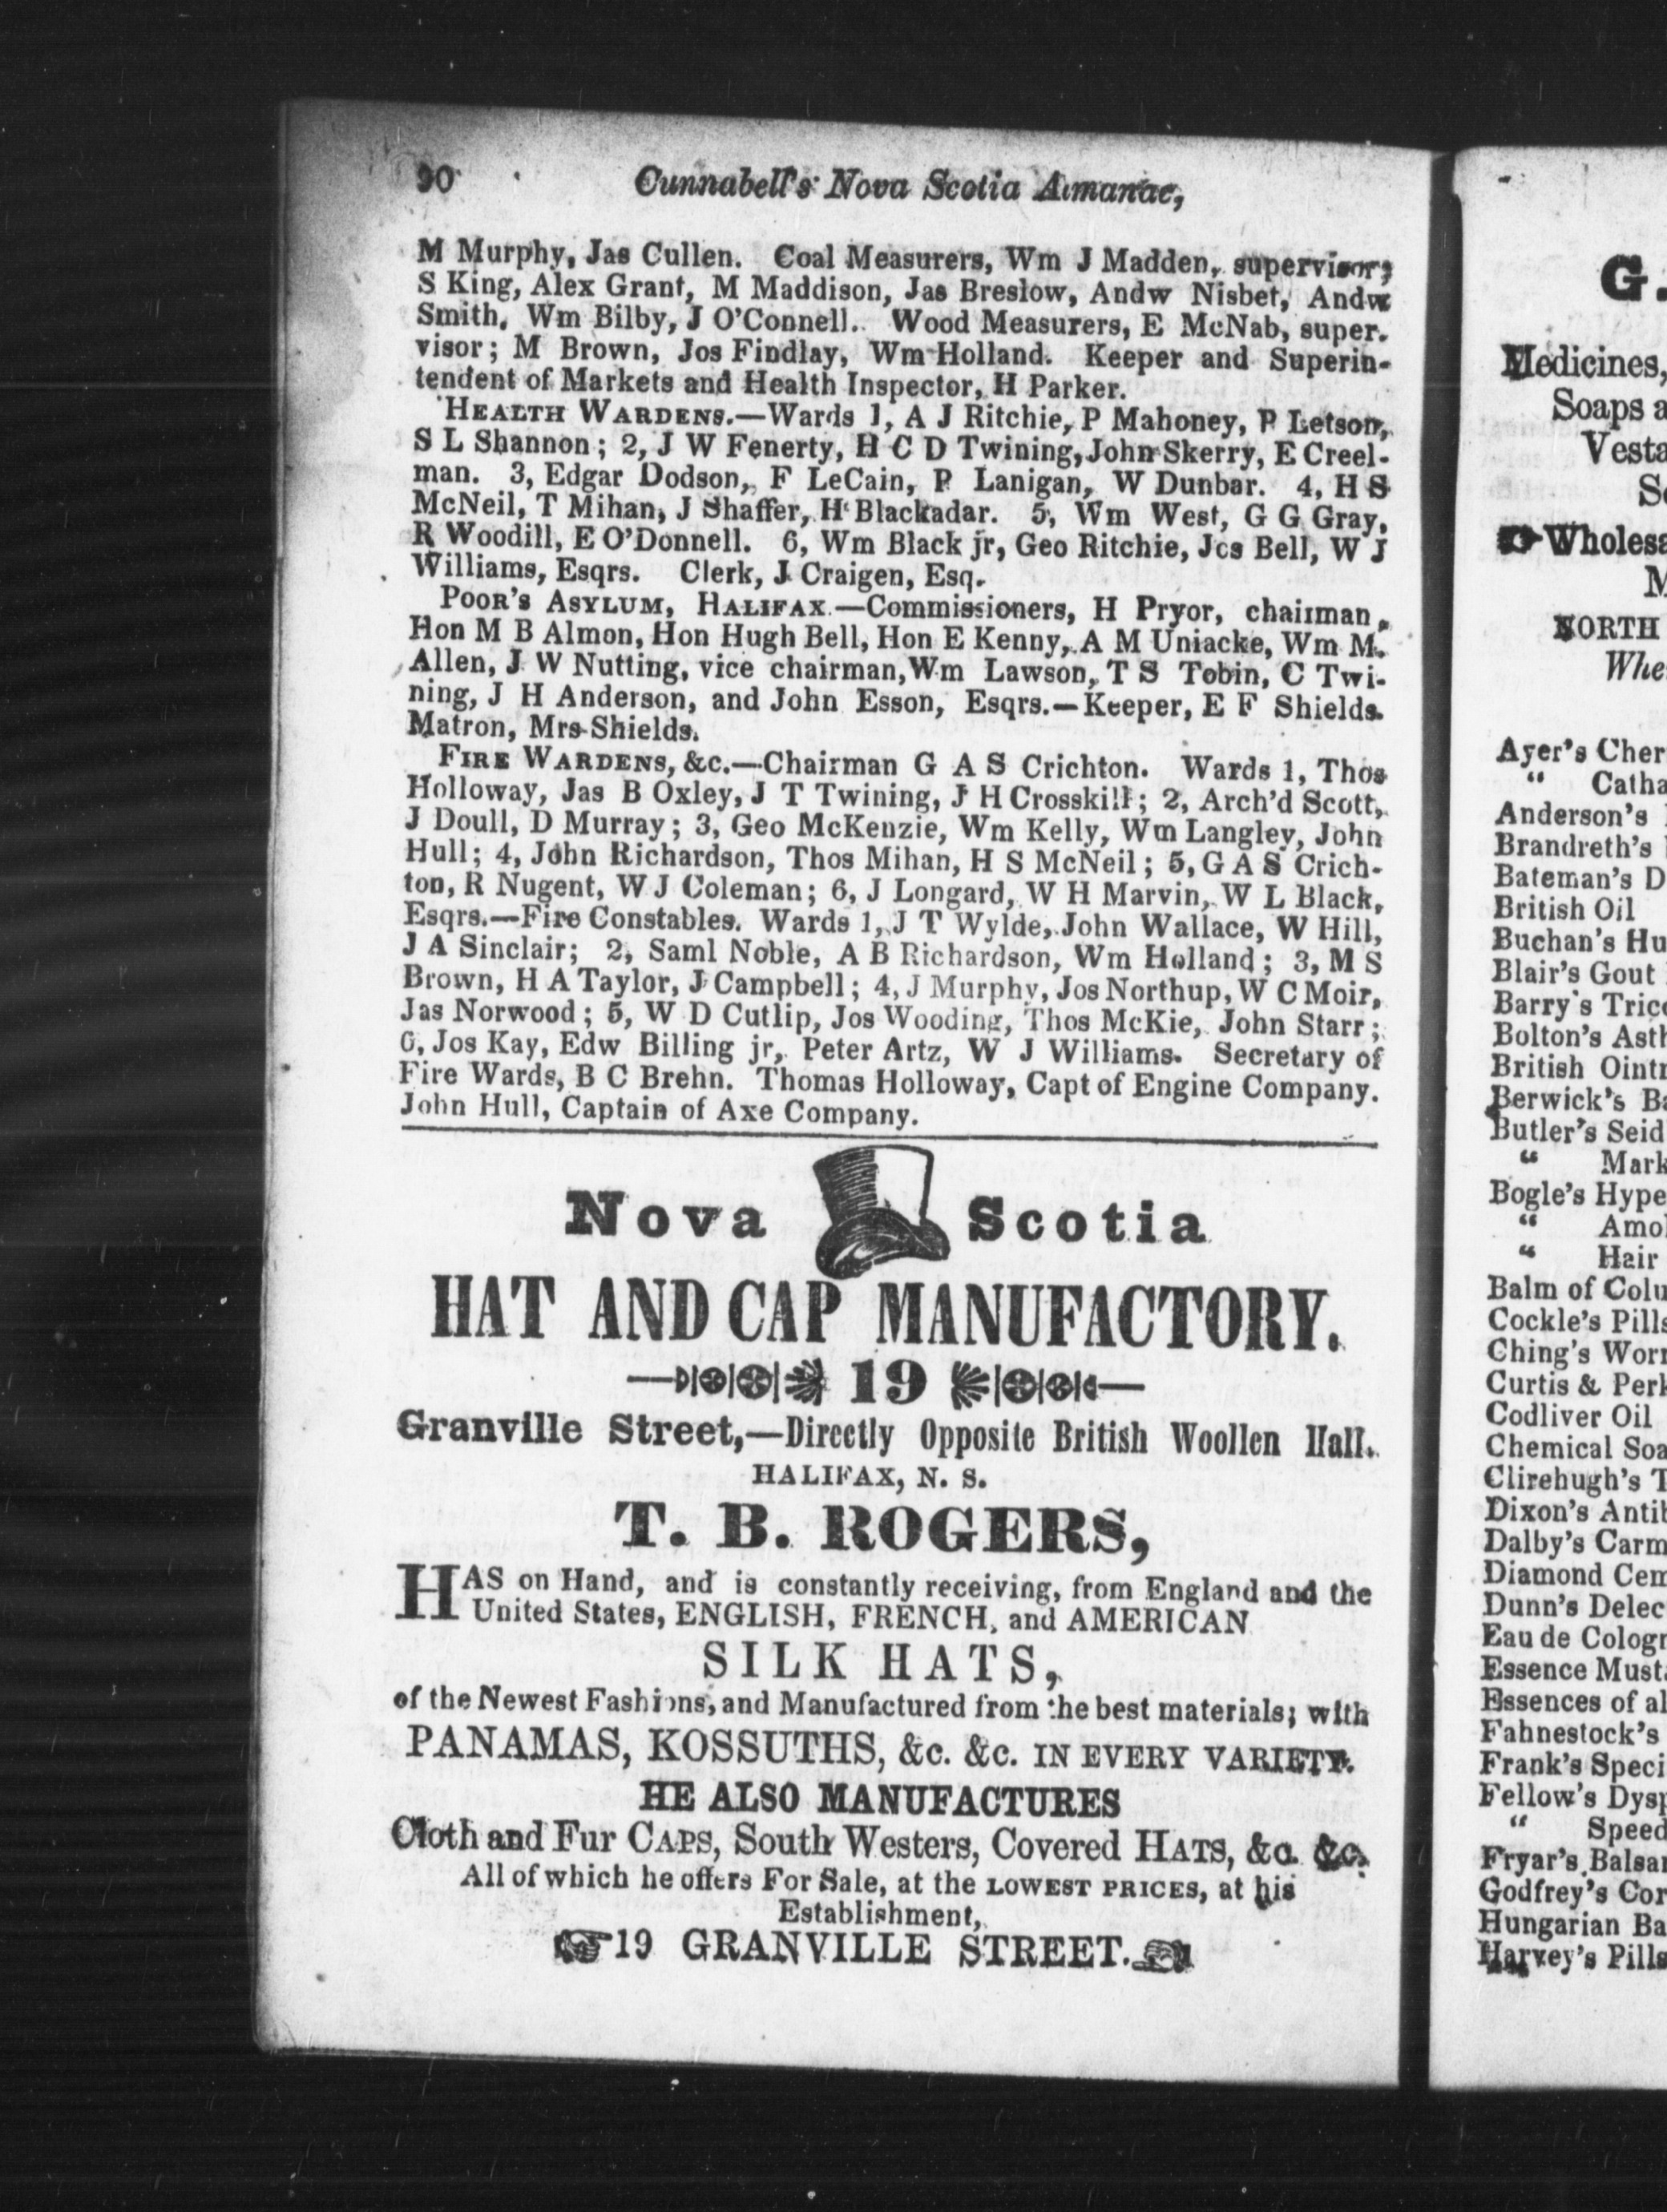 90 Cunnabell's Nova Scotia Almanac,
M Murphy, Jas Cullen. Coal Measurers, Wm J Madden, supervisor;
S King, Alex Grant, M Maddison, Jas Breslow, Andw Nisbet, Andw
Smith, Wm Bilby, J O'Connell. Wood Measurers, E McNab, super.
visor; M Brown, Jos Findlay, Wm Holland. Keeper and Superin-
tendent of Markets and Health Inspector, H Parker.
HEALTH WARDENS.—Wards 1, A J Ritchie, P Mahoney, P Letson,
S L Shannon; 2, J W Fenerty, H C D Twining, John Skerry, E Creel-
man. 3, Edgar Dodson, F LeCain, P Lanigan, W Dunbar. 4, H S
McNeil, T Mihan, J Shaffer, H Blackadar. 5, Wm West, G G Gray,
R Woodill, E O'Donnell. 6, Wm Black jr, Geo Ritchie, Jos Bell, W J
Williams, Esqrs. Clerk, J Craigen, Esq.
POOR'S ASYLUM, HALIFAX.—Commissioners, H Pryor, chairman,
Hon M B Almon, Hon Hugh Bell, Hon E Kenny, A M Uniacke, Wm M.
Allen, J W Nutting, vice chairman, Wm Lawson, T S Tobin, C Twi-
ning, J H Anderson, and John Esson, Esqrs.—Keeper, E F Shields.
Matron, Mrs Shields.
FIRE WARDENS, &c.—Chairman G A S Crichton. Wards 1, Thos
Holloway, Jas B Oxley, J T Twining, J H Crosskill; 2, Arch'd Scott,
J Doull, D Murray; 3, Geo McKenzie, Wm Kelly, Wm Langley, John
Hull; 4, John Richardson, Thos Mihan, H S McNeil; 5, G A S Crich-
ton, R Nugent, W J Coleman; 6, J Longard, W H Marvin, W L Black,
Esqrs.—Fire Constables. Wards 1, J T Wylde, John Wallace, W Hill,
J A Sinclair; 2, Saml Noble, A B Richardson, Wm Holland; 3, M S
Brown, H A Taylor, J Campbell; 4, J Murphy, Jos Northup, W C Moir,
Jas Norwood; 5, W D Cutlip, Jos Wooding, Thos McKie, John Starr;
6, Jos Kay, Edw Billing jr, Peter Artz, W J Williams. Secretary of
Fire Wards, B C Brehn. Thomas Holloway, Capt of Engine Company.
John Hull, Captain of Axe Company.
Nova Scotia
HAT AND CAP MANUFACTORY.
19
Granville Street,—Directly Opposite British Woollen Hall.
HALIFAX, N. S.
T. B. ROGERS,
HAS on Hand, and is constantly receiving, from England and the
United States, ENGLISH, FRENCH, and AMERICAN
SILK HATS,
of the Newest Fashions, and Manufactured from the best materials; with
PANAMAS, KOSSUTHS, &c. &c. IN EVERY VARIETY.
HE ALSO MANUFACTURES
Cloth and Fur CAPS, South Westers, Covered HATS, &c. &c.
All of which he offers For Sale, at the LOWEST PRICES, at his
Establishment,
19 GRANVILLE STREET.
G.
Medicines,
Soaps a
Vesta
Wholesa
M
NORTH
Whe
Ayer's Cher
" Catha
Anderson's
Brandreth's
Bateman's D
British Oil
Buchan's Hu
Blair's Gout
Barry's Trico
Bolton's Asth
British Ointm
Berwick's Ba
Butler's Seid
" Mark
Bogle's Hype
" Amol
" Hair
Balm of Colu
Cockle's Pills
Ching's Worm
Curtis & Perk
Codliver Oil
Chemical Soa
Clirehugh's T
Dixon's Antib
Dalby's Carm
Diamond Cem
Dunn's Delec
Eau de Cologn
Essence Musta
Essences of al
Fahnestock's
Frank's Speci
Fellow's Dysp
" Speed
Fryar's Balsam
Godfrey's Cor
Hungarian Ba
Harvey's Pills